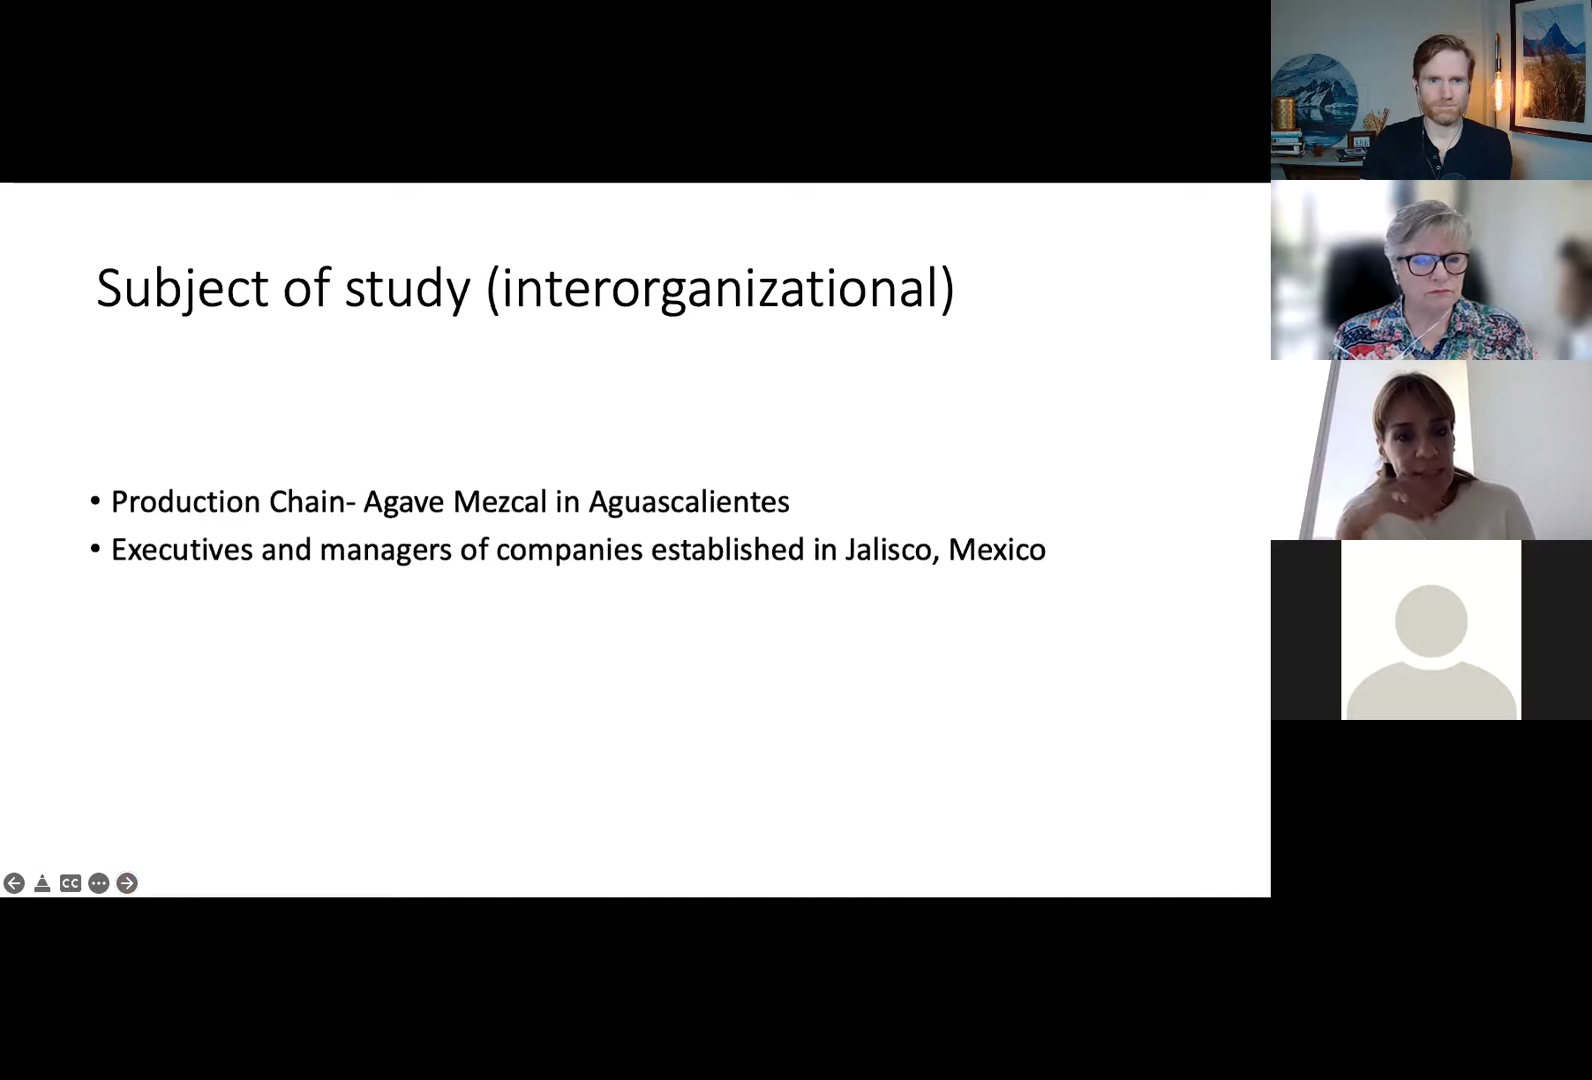 Subject of study (interorganizational)
• Production Chain- Agave Mezcal in Aguascalientes
• Executives and managers of companies established in Jalisco, Mexico
CC